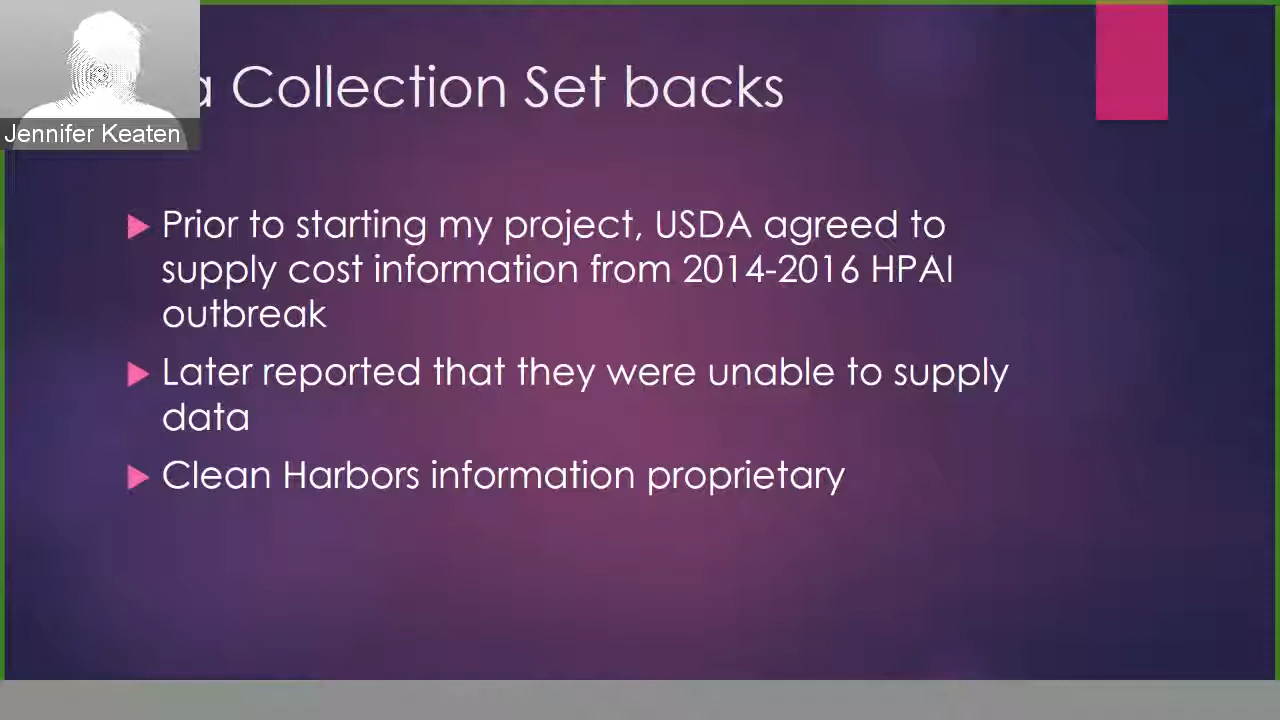 Collection Set backs
Jennifer Keaten
Prior to starting my project, USDA agreed to
supply cost information from 2014-2016 HPAI
outbreak
Later reported that they were unable to supply
data
Clean Harbors information proprietary